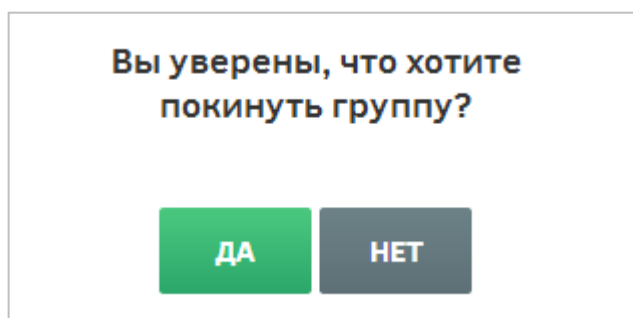 Вы уверены, что хотите
покинуть группу?
ДА НЕТ